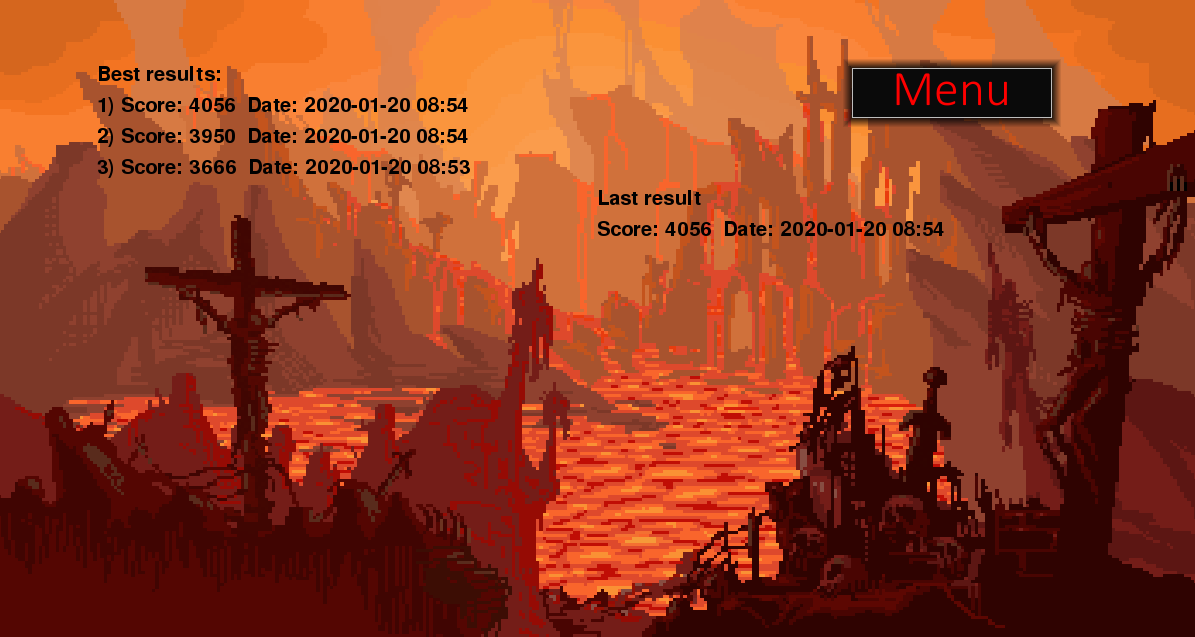 Best results:
1) Score: 4056  Date: 2020-01-20 08:54
2) Score: 3950  Date: 2020-01-20 08:54
3) Score: 3666  Date: 2020-01-20 08:53
Menu
Last result
Score: 4056  Date: 2020-01-20 08:54